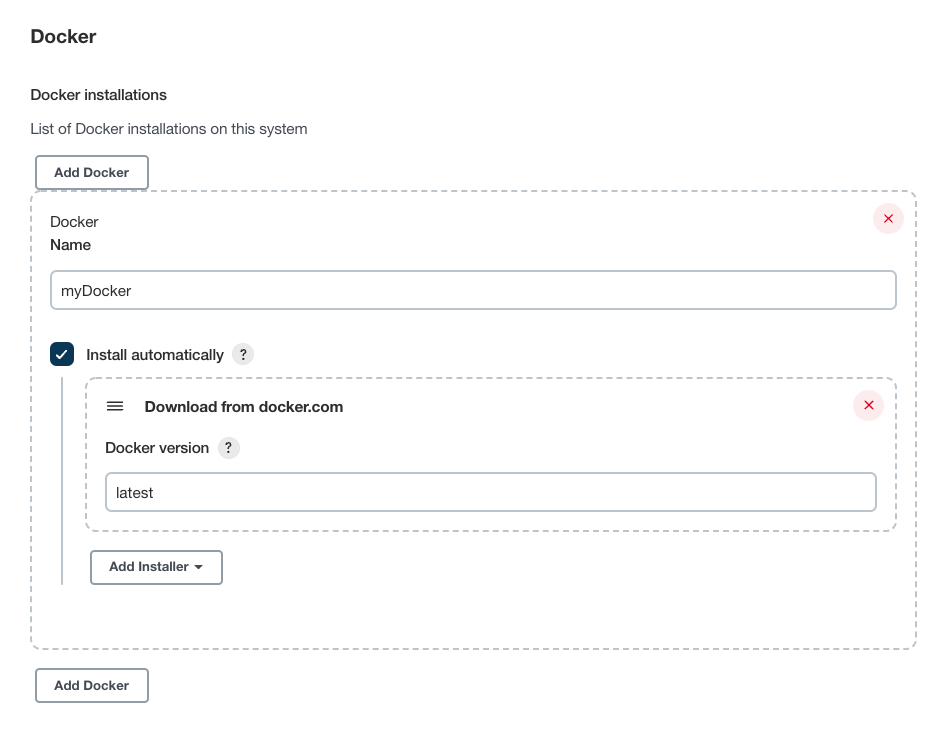 Docker
Docker installations
List of Docker installations on this system
Add Docker
Docker
Name
myDocker
Install automatically ?
Download from docker.com
Docker version ?
latest
Add Installer
Add Docker